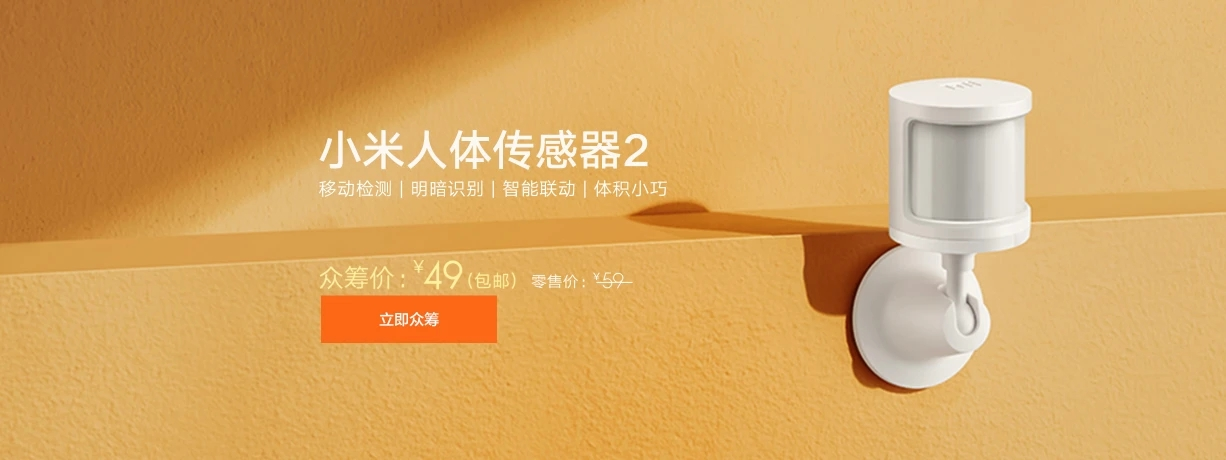 小米人体传感器2
移动检测 | 明暗识别 | 智能联动 | 体积小巧
众筹价：¥49(包邮) 零售价：¥59
立即众筹